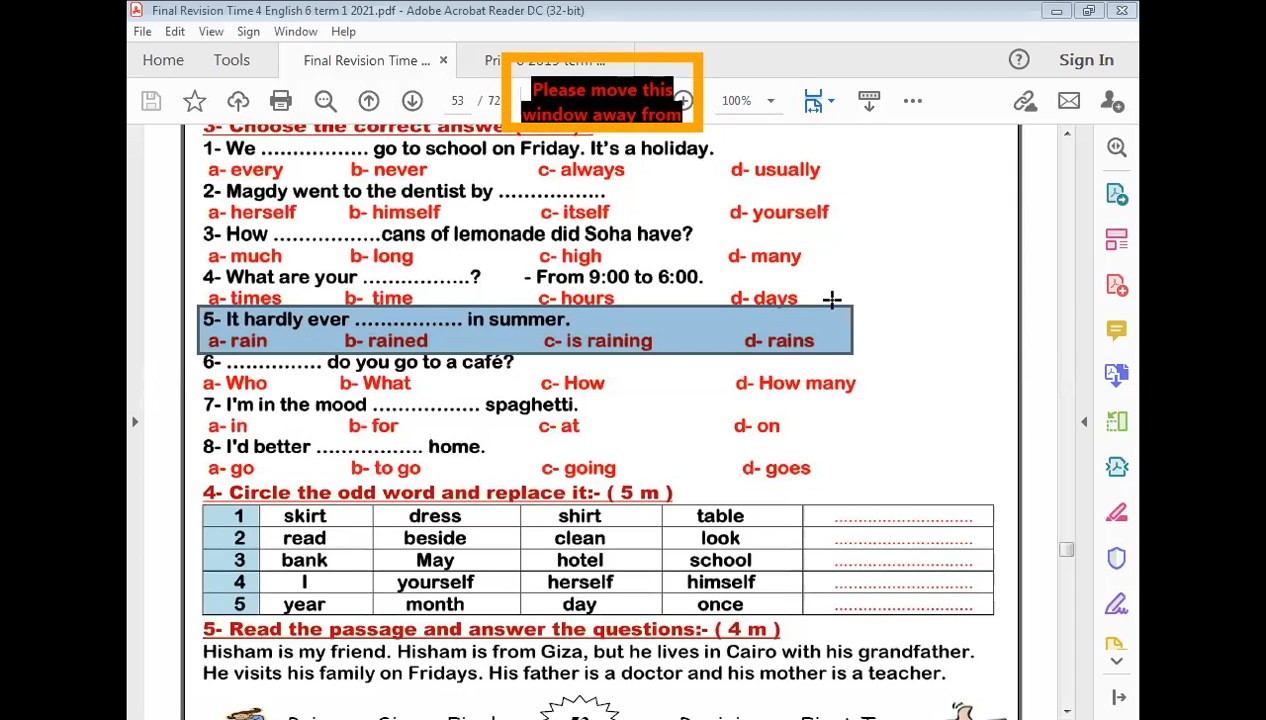 Final Revision Time 4 English 6 term 1 2021.pdf - Adobe Acrobat Reader DC (32-bit)
File Edit View Sign Window Help
Home Tools Final Revision Time ... × Sign In
53 / 72 100%
Please move this
window away from
3- Choose the correct answer
1- We ................. go to school on Friday. It's a holiday.
a- every b- never c- always d- usually
2- Magdy went to the dentist by .................
a- herself b- himself c- itself d- yourself
3- How .................cans of lemonade did Soha have?
a- much b- long c- high d- many
4- What are your .................? - From 9:00 to 6:00.
a- times b- time c- hours d- days
5- It hardly ever ................. in summer.
a- rain b- rained c- is raining d- rains
6- ............... do you go to a café?
a- Who b- What c- How d- How many
7- I'm in the mood ................. spaghetti.
a- in b- for c- at d- on
8- I'd better ................. home.
a- go b- to go c- going d- goes
4- Circle the odd word and replace it:- ( 5 m )
1 skirt dress shirt table ..............................
2 read beside clean look ..............................
3 bank May hotel school ..............................
4 I yourself herself himself ..............................
5 year month day once ..............................
5- Read the passage and answer the questions:- ( 4 m )
Hisham is my friend. Hisham is from Giza, but he lives in Cairo with his grandfather.
He visits his family on Fridays. His father is a doctor and his mother is a teacher.